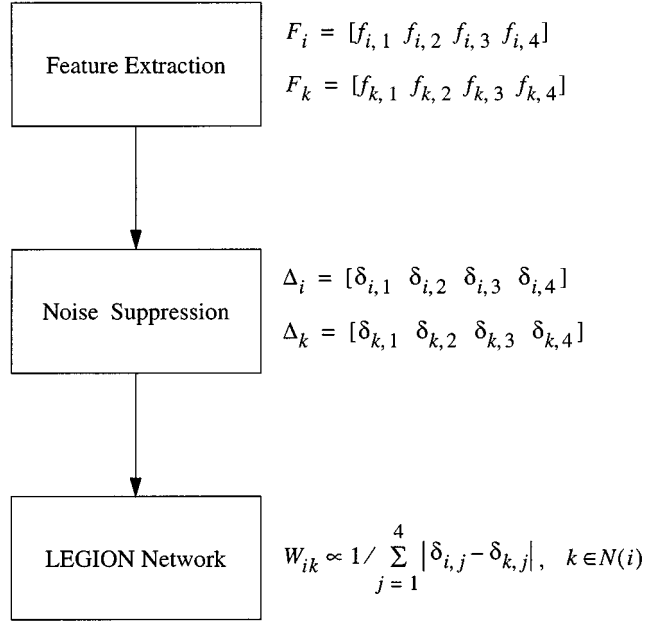 Feature Extraction
F_i = [f_{i, 1} f_{i, 2} f_{i, 3} f_{i, 4}]
F_k = [f_{k, 1} f_{k, 2} f_{k, 3} f_{k, 4}]
Noise Suppression
Δ_i = [δ_{i, 1} δ_{i, 2} δ_{i, 3} δ_{i, 4}]
Δ_k = [δ_{k, 1} δ_{k, 2} δ_{k, 3} δ_{k, 4}]
LEGION Network
W_{ik} ∝ 1/ ∑_{j = 1}^{4} |δ_{i, j} − δ_{k, j}|, k ∈ N(i)